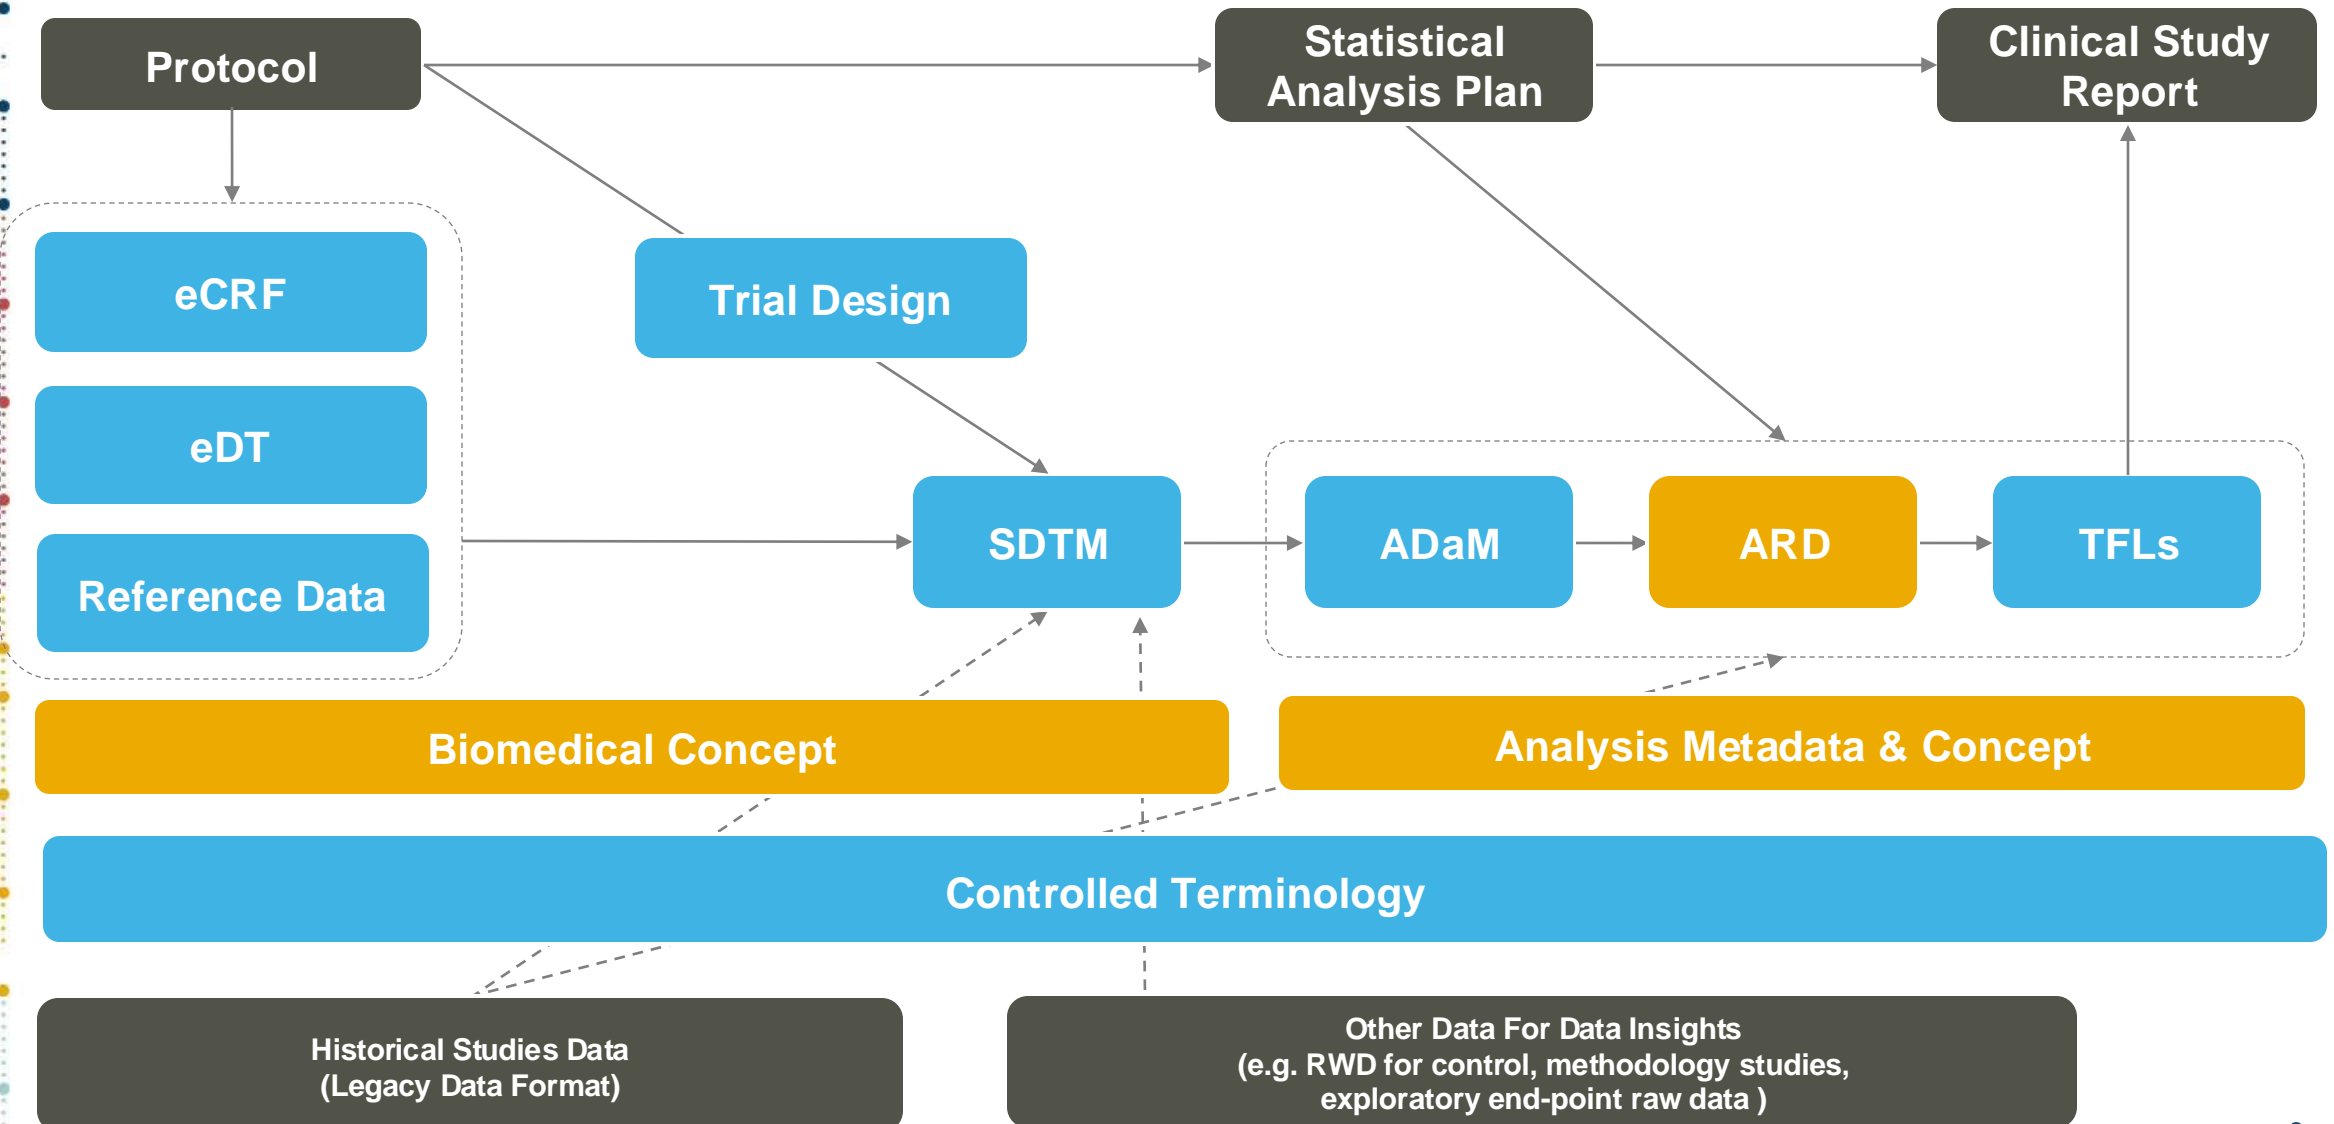 Protocol
Statistical
Analysis Plan
Clinical Study
Report
eCRF
Trial Design
eDT
SDTM
ADaM
ARD
TFLs
Reference Data
Biomedical Concept
Analysis Metadata & Concept
Controlled Terminology
Historical Studies Data
(Legacy Data Format)
Other Data For Data Insights
(e.g. RWD for control, methodology studies,
exploratory end-point raw data )